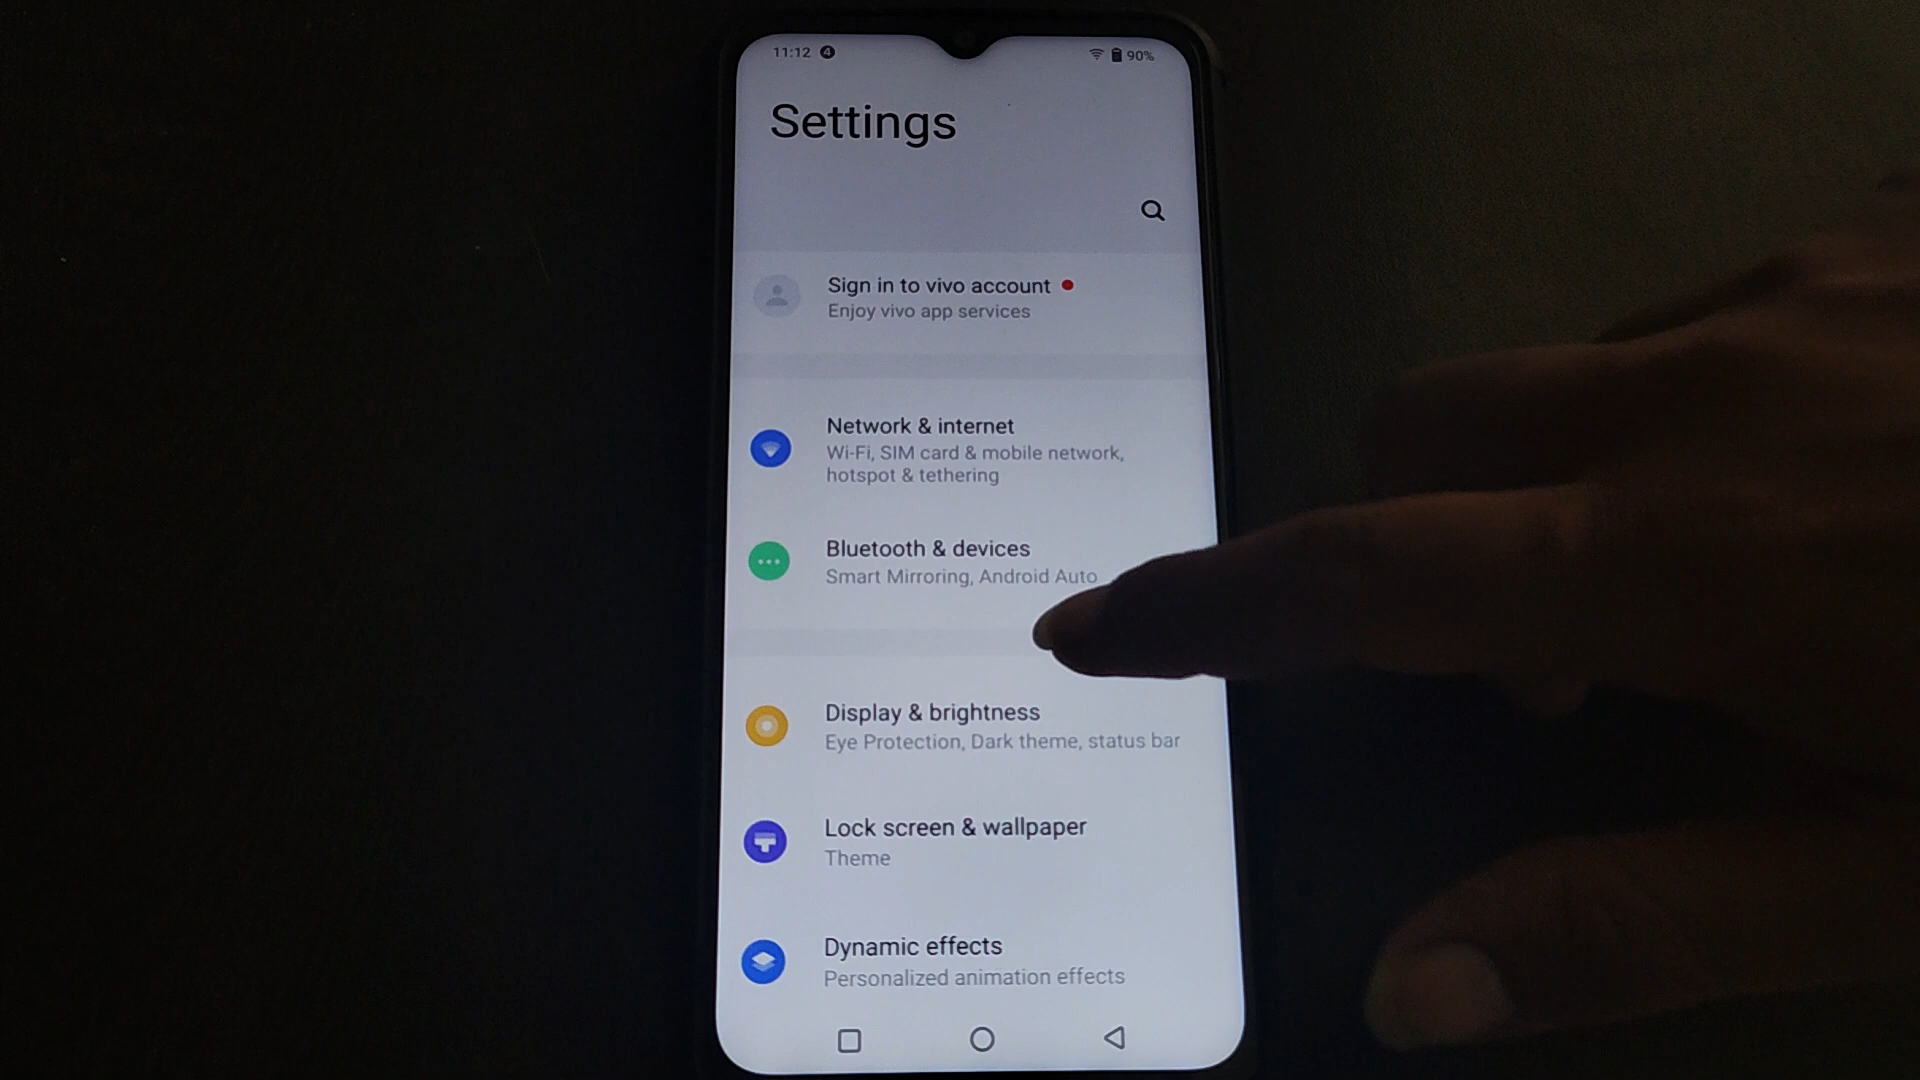 11:12 4 90%
Settings
Sign in to vivo account
Enjoy vivo app services
Network & internet
Wi-Fi, SIM card & mobile network,
hotspot & tethering
Bluetooth & devices
Smart Mirroring, Android Auto
Display & brightness
Eye Protection, Dark theme, status bar
Lock screen & wallpaper
Theme
Dynamic effects
Personalized animation effects